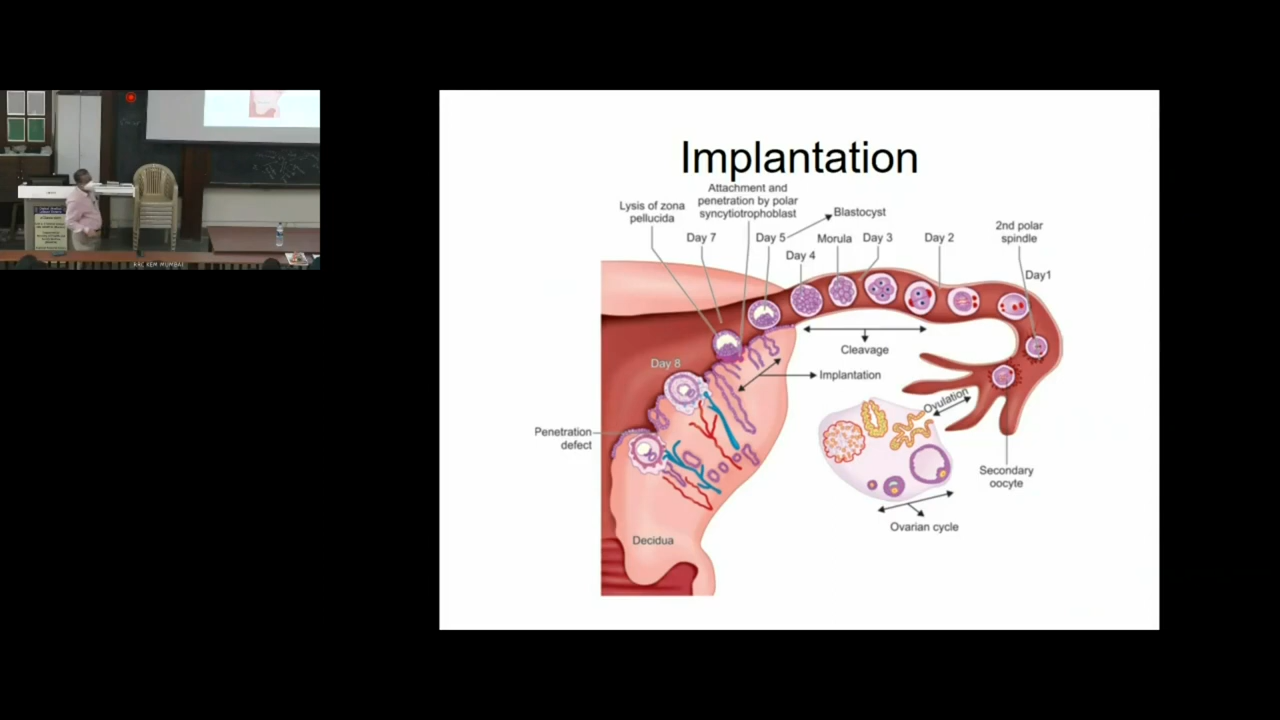 Implantation
Attachment and
penetration by polar
syncytiotrophoblast
Lysis of zona
pellucida
Blastocyst
Day 7
Day 5
Morula
Day 3
Day 2
2nd polar
spindle
Day 4
Day1
Cleavage
Day 8
Implantation
Ovulation
Penetration
defect
Secondary
oocyte
Ovarian cycle
Decidua